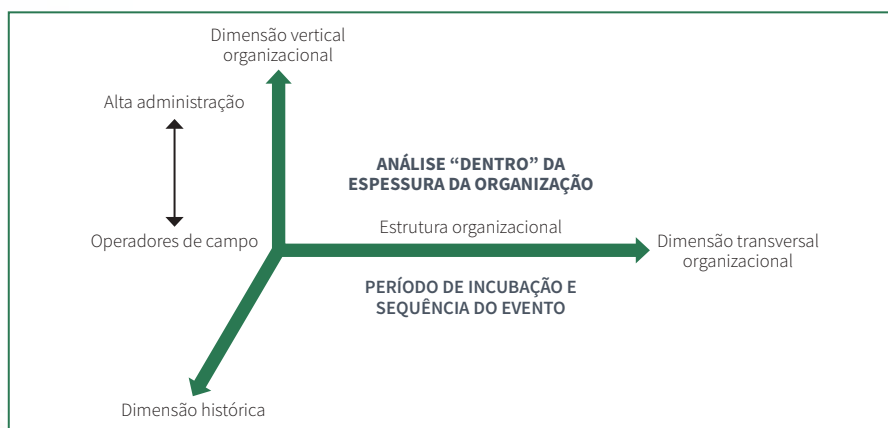 Dimensão vertical
organizacional
Alta administração
ANÁLISE “DENTRO” DA
ESPESSURA DA ORGANIZAÇÃO
Estrutura organizacional
Operadores de campo
Dimensão transversal
organizacional
PERÍODO DE INCUBAÇÃO E
SEQUÊNCIA DO EVENTO
Dimensão histórica